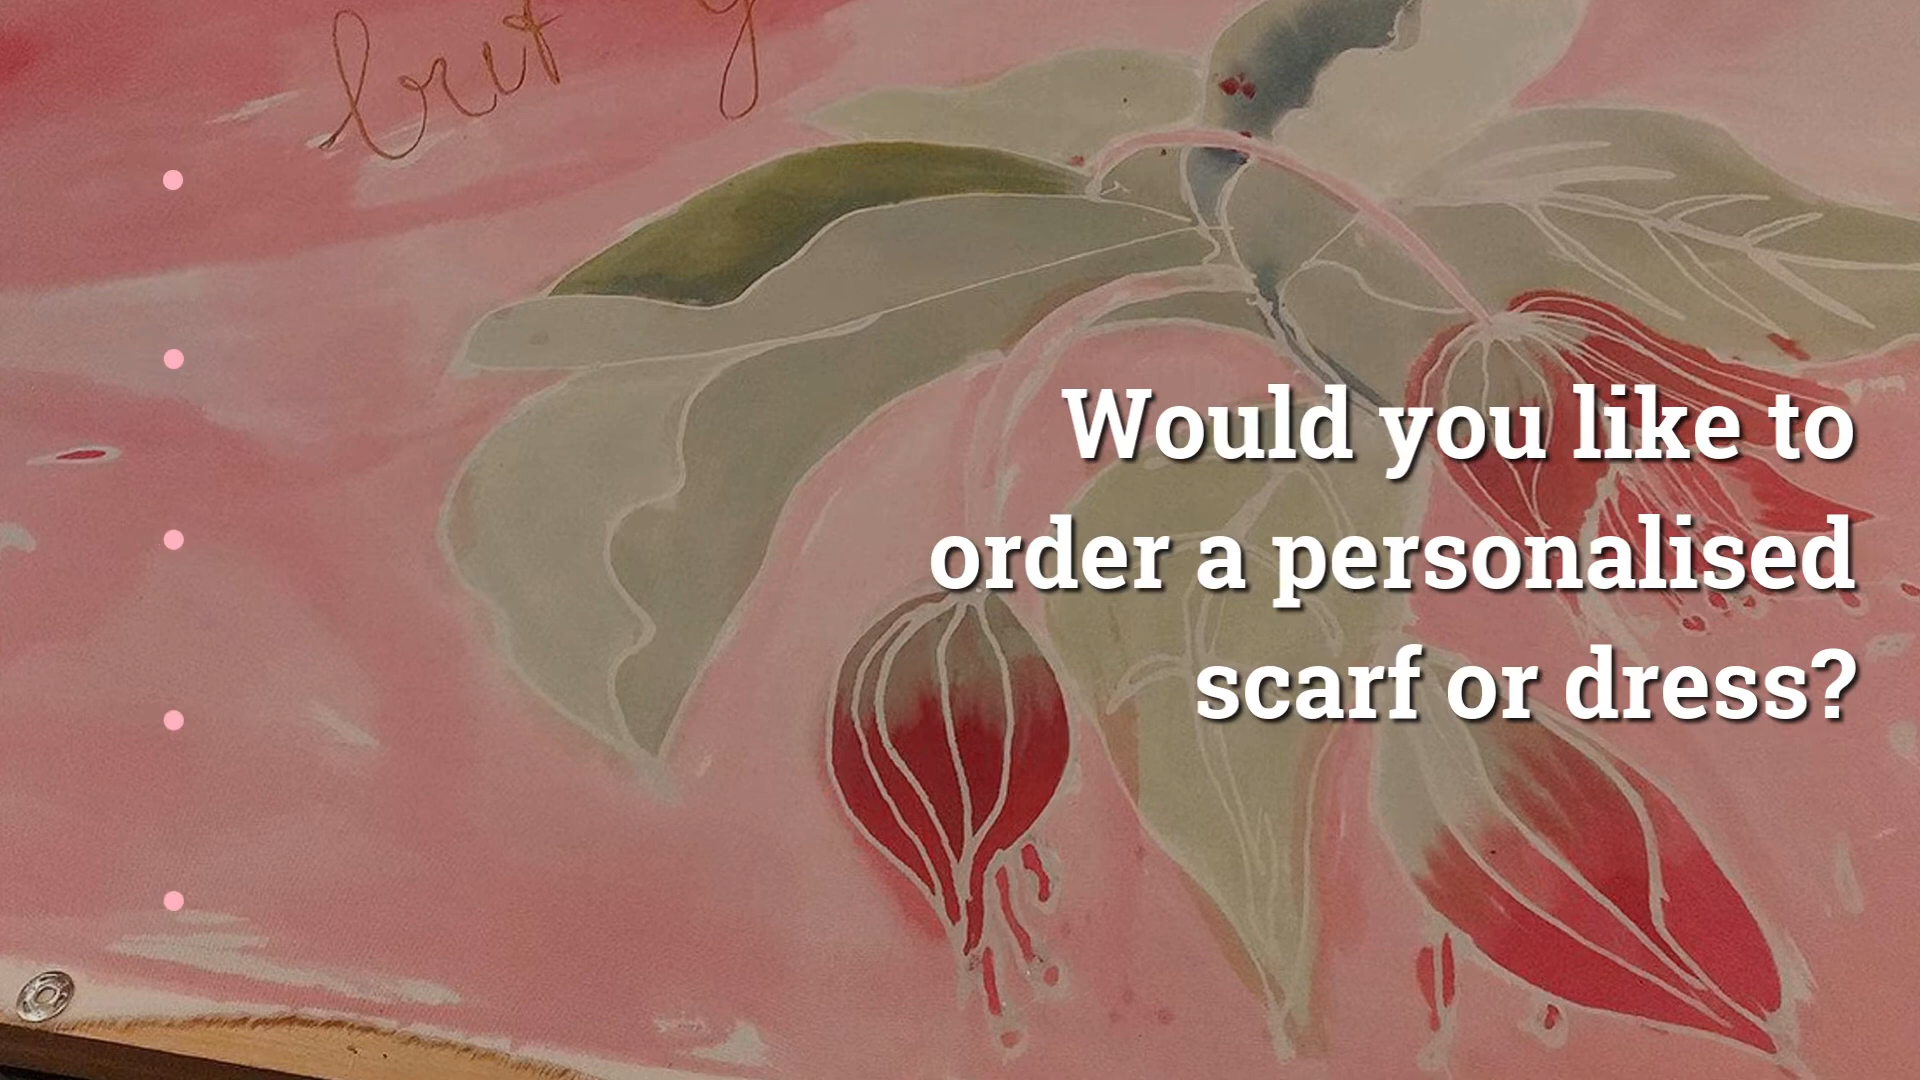 Would you like to
order a personalised
scarf or dress?